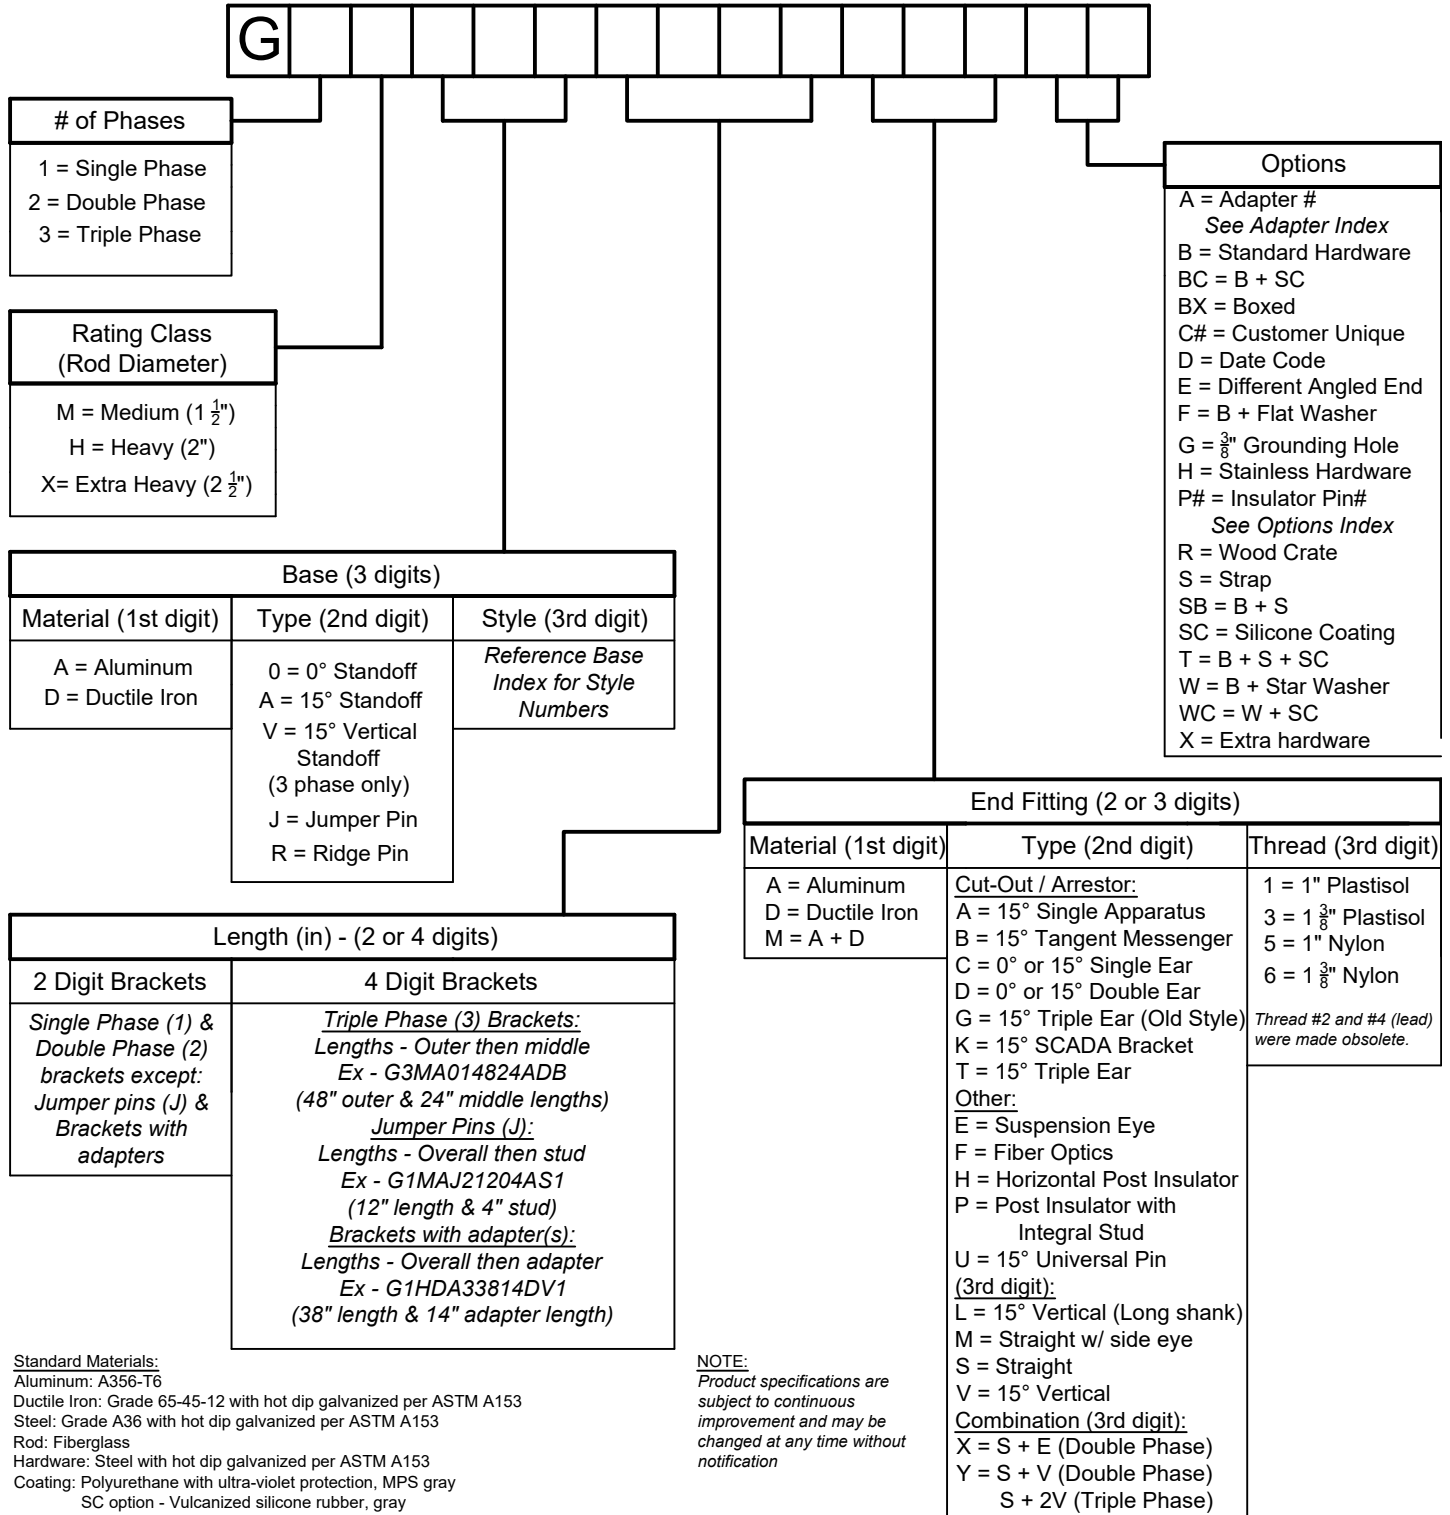 G
# of Phases
1 = Single Phase
2 = Double Phase
3 = Triple Phase
Rating Class
(Rod Diameter)
M = Medium (1 1/2")
H = Heavy (2")
X= Extra Heavy (2 1/2")
Base (3 digits)
Material (1st digit)
A = Aluminum
D = Ductile Iron
Type (2nd digit)
0 = 0° Standoff
A = 15° Standoff
V = 15° Vertical
Standoff
(3 phase only)
J = Jumper Pin
R = Ridge Pin
Style (3rd digit)
Reference Base
Index for Style
Numbers
Length (in) - (2 or 4 digits)
2 Digit Brackets
Single Phase (1) &
Double Phase (2)
brackets except:
Jumper pins (J) &
Brackets with
adapters
4 Digit Brackets
Triple Phase (3) Brackets:
Lengths - Outer then middle
Ex - G3MA014824ADB
(48" outer & 24" middle lengths)
Jumper Pins (J):
Lengths - Overall then stud
Ex - G1MAJ21204AS1
(12" length & 4" stud)
Brackets with adapter(s):
Lengths - Overall then adapter
Ex - G1HDA33814DV1
(38" length & 14" adapter length)
Options
A = Adapter #
See Adapter Index
B = Standard Hardware
BC = B + SC
BX = Boxed
C# = Customer Unique
D = Date Code
E = Different Angled End
F = B + Flat Washer
G = 3/8" Grounding Hole
H = Stainless Hardware
P# = Insulator Pin#
See Options Index
R = Wood Crate
S = Strap
SB = B + S
SC = Silicone Coating
T = B + S + SC
W = B + Star Washer
WC = W + SC
X = Extra hardware
End Fitting (2 or 3 digits)
Material (1st digit)
A = Aluminum
D = Ductile Iron
M = A + D
Type (2nd digit)
Cut-Out / Arrestor:
A = 15° Single Apparatus
B = 15° Tangent Messenger
C = 0° or 15° Single Ear
D = 0° or 15° Double Ear
G = 15° Triple Ear (Old Style)
K = 15° SCADA Bracket
T = 15° Triple Ear
Other:
E = Suspension Eye
F = Fiber Optics
H = Horizontal Post Insulator
P = Post Insulator with
Integral Stud
U = 15° Universal Pin
(3rd digit):
L = 15° Vertical (Long shank)
M = Straight w/ side eye
S = Straight
V = 15° Vertical
Combination (3rd digit):
X = S + E (Double Phase)
Y = S + V (Double Phase)
S + 2V (Triple Phase)
Thread (3rd digit)
1 = 1" Plastisol
3 = 1 3/8" Plastisol
5 = 1" Nylon
6 = 1 3/8" Nylon
Thread #2 and #4 (lead)
were made obsolete.
Standard Materials:
Aluminum: A356-T6
Ductile Iron: Grade 65-45-12 with hot dip galvanized per ASTM A153
Steel: Grade A36 with hot dip galvanized per ASTM A153
Rod: Fiberglass
Hardware: Steel with hot dip galvanized per ASTM A153
Coating: Polyurethane with ultra-violet protection, MPS gray
SC option - Vulcanized silicone rubber, gray
NOTE:
Product specifications are
subject to continuous
improvement and may be
changed at any time without
notification